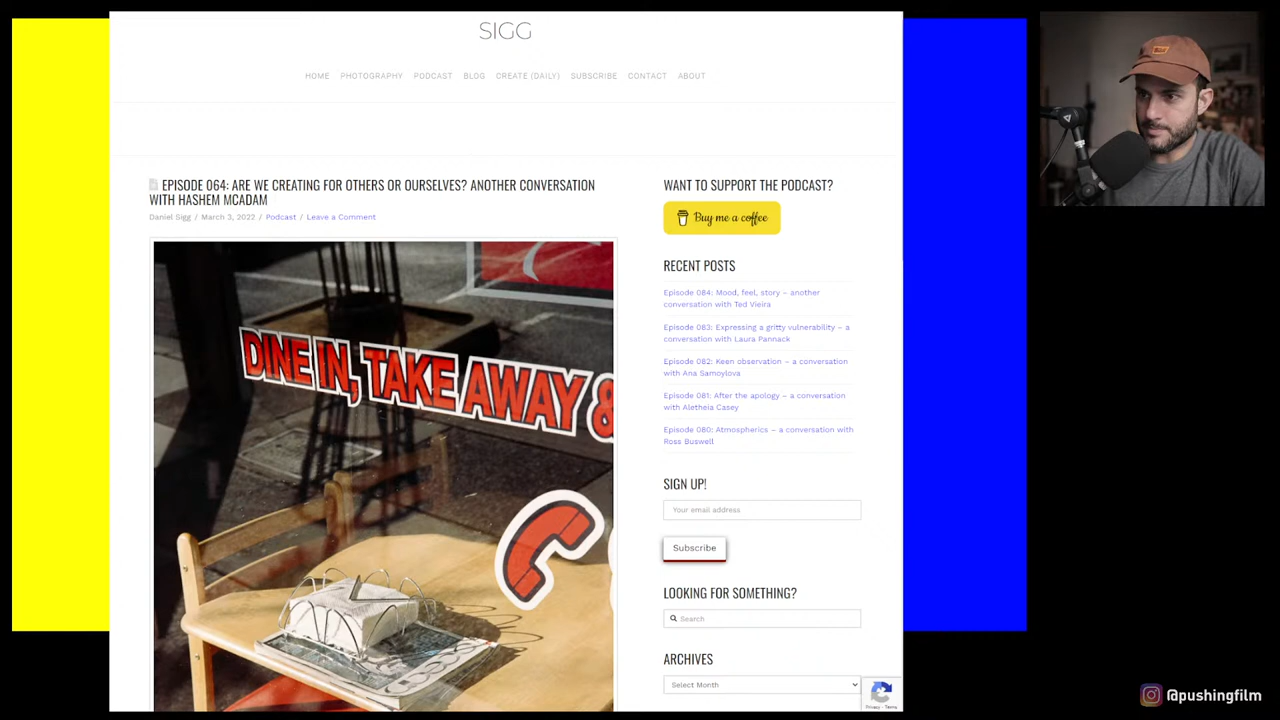 SIGG
HOME PHOTOGRAPHY PODCAST BLOG CREATE (DAILY) SUBSCRIBE CONTACT ABOUT
EPISODE 064: ARE WE CREATING FOR OTHERS OR OURSELVES? ANOTHER CONVERSATION
WITH HASHEM MCADAM
Daniel Sigg / March 3, 2022 / Podcast / Leave a Comment
DINE IN, TAKE AWAY &
WANT TO SUPPORT THE PODCAST?
Buy me a coffee
RECENT POSTS
Episode 084: Mood, feel, story – another
conversation with Ted Vieira
Episode 083: Expressing a gritty vulnerability – a
conversation with Laura Pannack
Episode 082: Keen observation – a conversation
with Ana Samoylova
Episode 081: After the apology – a conversation
with Aletheia Casey
Episode 080: Atmospherics – a conversation with
Ross Buswell
SIGN UP!
Your email address
Subscribe
LOOKING FOR SOMETHING?
Search
ARCHIVES
Select Month
Privacy - Terms
@pushingfilm